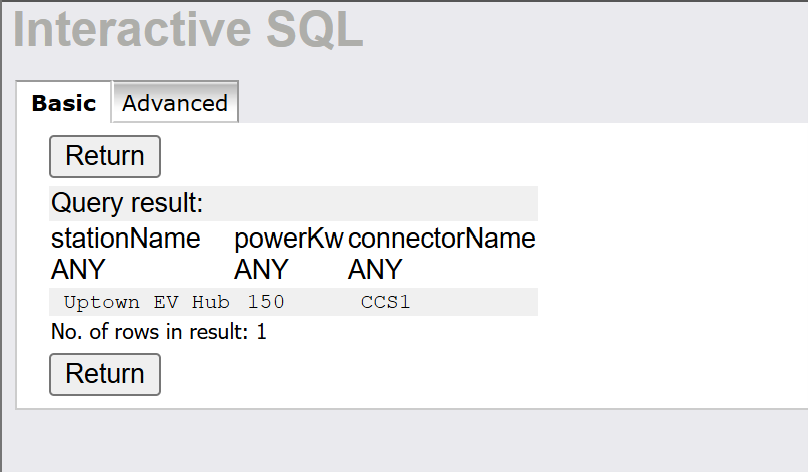 Interactive SQL
Basic Advanced
Return
Query result:
stationName powerKw connectorName
ANY ANY ANY
Uptown EV Hub 150 CCS1
No. of rows in result: 1
Return